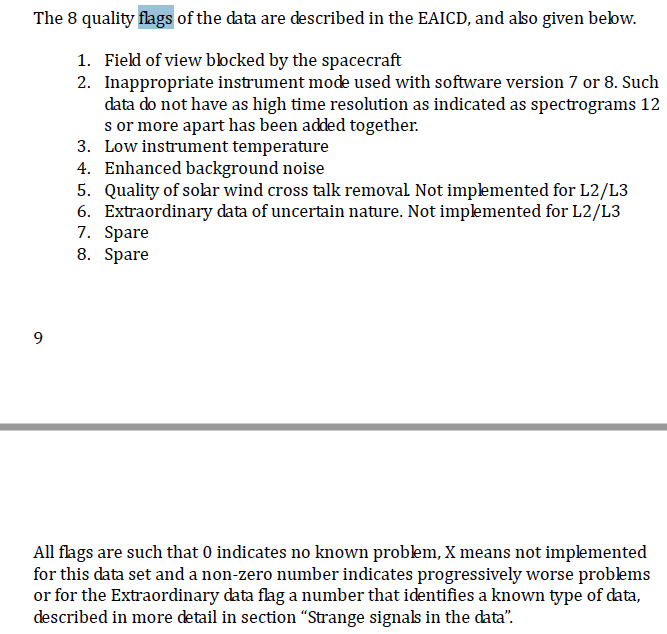 The 8 quality flags of the data are described in the EAICD, and also given below.
1. Field of view blocked by the spacecraft
2. Inappropriate instrument mode used with software version 7 or 8. Such
data do not have as high time resolution as indicated as spectrograms 12
s or more apart has been added together.
3. Low instrument temperature
4. Enhanced background noise
5. Quality of solar wind cross talk removal. Not implemented for L2/L3
6. Extraordinary data of uncertain nature. Not implemented for L2/L3
7. Spare
8. Spare
9
All flags are such that 0 indicates no known problem, X means not implemented
for this data set and a non-zero number indicates progressively worse problems
or for the Extraordinary data flag a number that identifies a known type of data,
described in more detail in section “Strange signals in the data”.